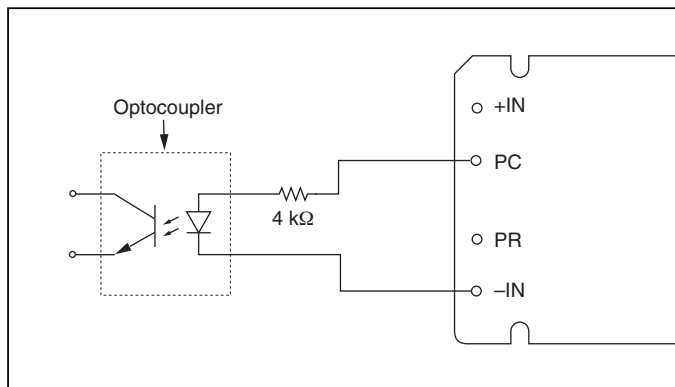 Optocoupler
+IN
PC
4 kΩ
PR
–IN